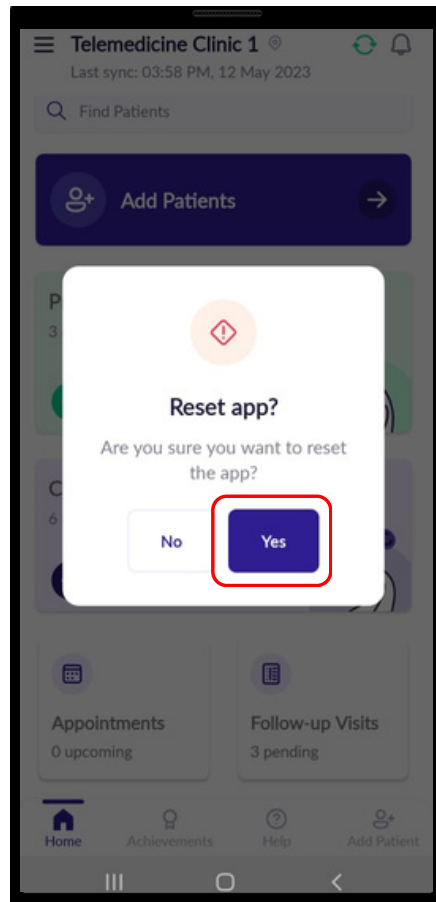 Telemedicine Clinic 1
Last sync: 03:58 PM, 12 May 2023
Find Patients
Add Patients
P
3
Reset app?
Are you sure you want to reset
the app?
C
6
No
Yes
Appointments
0 upcoming
Follow-up Visits
3 pending
Home
Achievements
Help
Add Patient